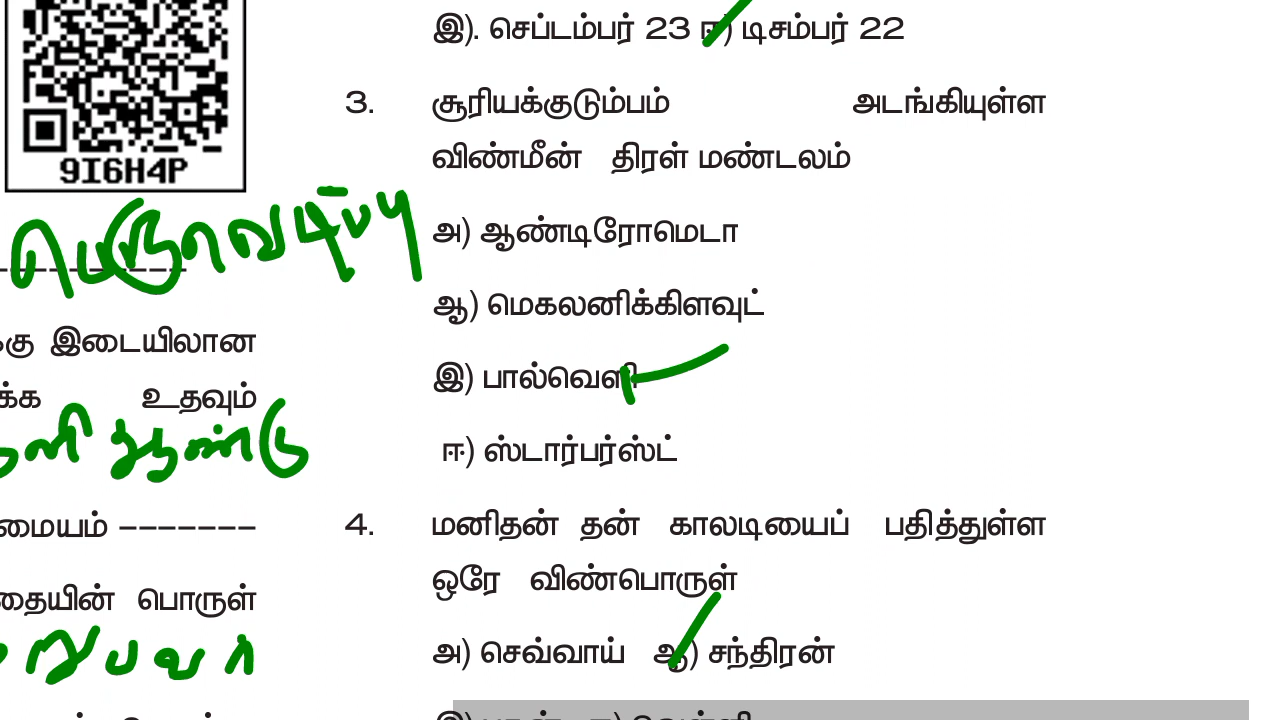 9I6H4P
பெருவெடிப்பு
இடையிலான
உதவும்
ஆண்டு
மையம் -------
பொருள்
இ). செப்டம்பர் 23 ஈ) டிசம்பர் 22
3. சூரியக்குடும்பம் அடங்கியுள்ள
விண்மீன் திரள் மண்டலம்
அ) ஆண்டிரோமெடா
ஆ) மெகலனிக்கிளவுட்
இ) பால்வெளி
ஈ) ஸ்டார்பர்ஸ்ட்
4. மனிதன் தன் காலடியைப் பதித்துள்ள
ஒரே விண்பொருள்
அ) செவ்வாய் ஆ) சந்திரன்